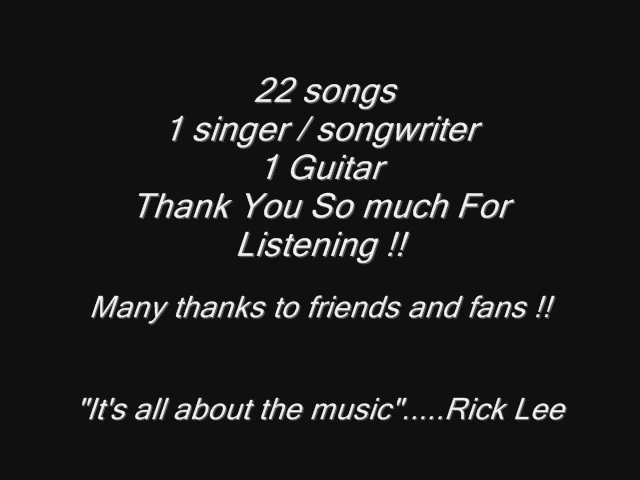 22 songs
1 singer / songwriter
1 Guitar
Thank You So much For
Listening !!
Many thanks to friends and fans !!
"It's all about the music".....Rick Lee